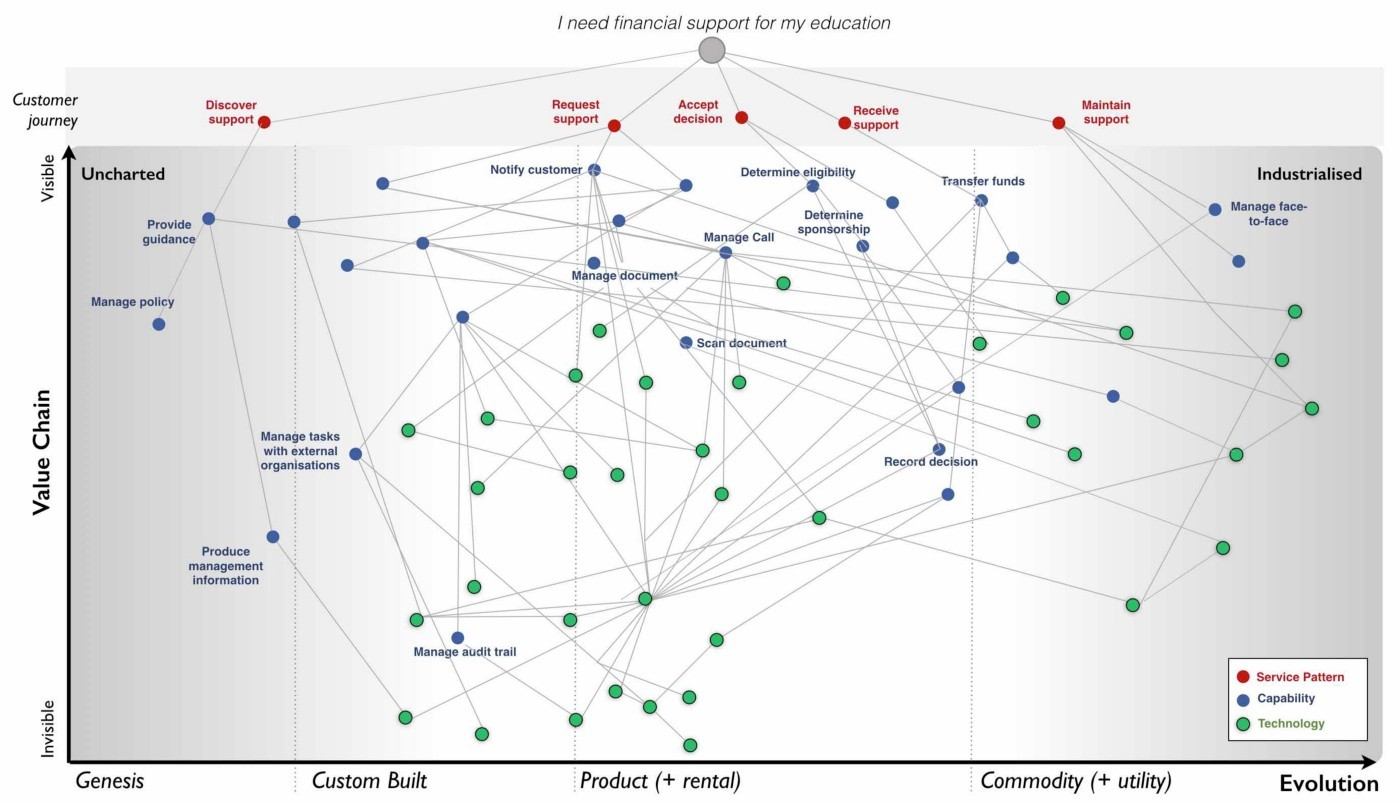 I need financial support for my education
Customer
journey
Discover
support
Request
support
Accept
decision
Receive
support
Maintain
support
Visible
Uncharted
Industrialised
Notify customer
Determine eligibility
Transfer funds
Provide
guidance
Determine
sponsorship
Manage face-
to-face
Manage Call
Manage document
Manage policy
Scan document
Value Chain
Manage tasks
with external
organisations
Record decision
Produce
management
information
Manage audit trail
Service Pattern
Capability
Technology
Invisible
Genesis
Custom Built
Product (+ rental)
Commodity (+ utility)
Evolution